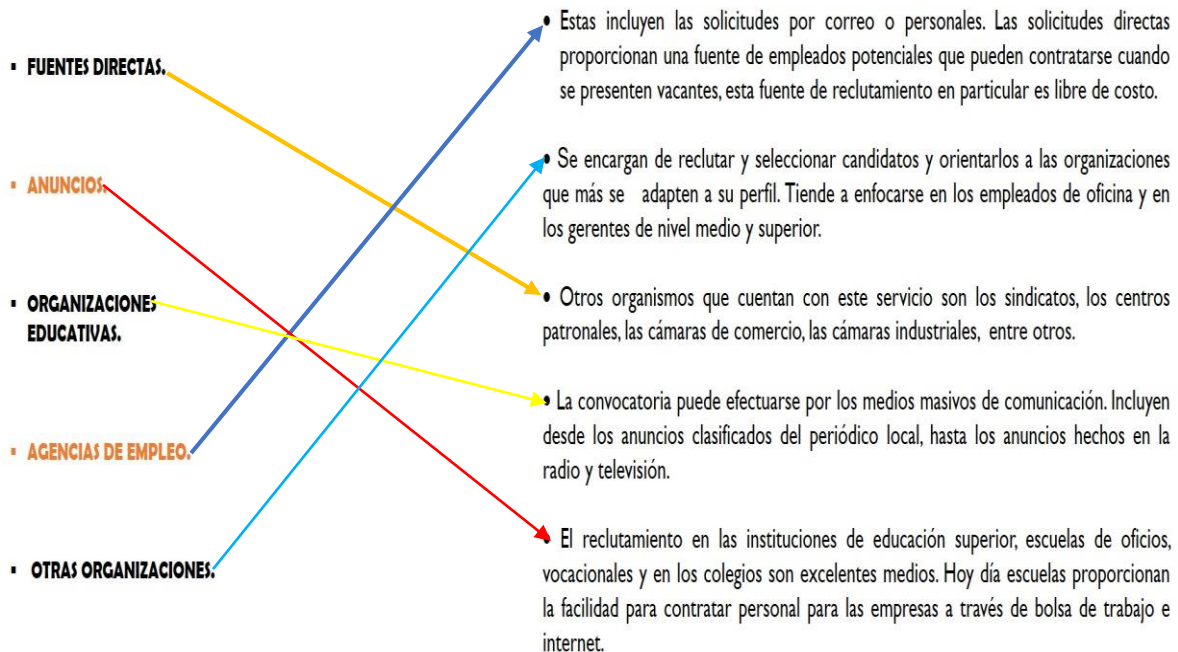 ▪ FUENTES DIRECTAS.
▪ ANUNCIOS.
▪ ORGANIZACIONES
EDUCATIVAS.
▪ AGENCIAS DE EMPLEO.
▪ OTRAS ORGANIZACIONES.
• Estas incluyen las solicitudes por correo o personales. Las solicitudes directas
proporcionan una fuente de empleados potenciales que pueden contratarse cuando
se presenten vacantes, esta fuente de reclutamiento en particular es libre de costo.
• Se encargan de reclutar y seleccionar candidatos y orientarlos a las organizaciones
que más se adapten a su perfil. Tiende a enfocarse en los empleados de oficina y en
los gerentes de nivel medio y superior.
• Otros organismos que cuentan con este servicio son los sindicatos, los centros
patronales, las cámaras de comercio, las cámaras industriales, entre otros.
• La convocatoria puede efectuarse por los medios masivos de comunicación. Incluyen
desde los anuncios clasificados del periódico local, hasta los anuncios hechos en la
radio y televisión.
• El reclutamiento en las instituciones de educación superior, escuelas de oficios,
vocacionales y en los colegios son excelentes medios. Hoy día escuelas proporcionan
la facilidad para contratar personal para las empresas a través de bolsa de trabajo e
internet.